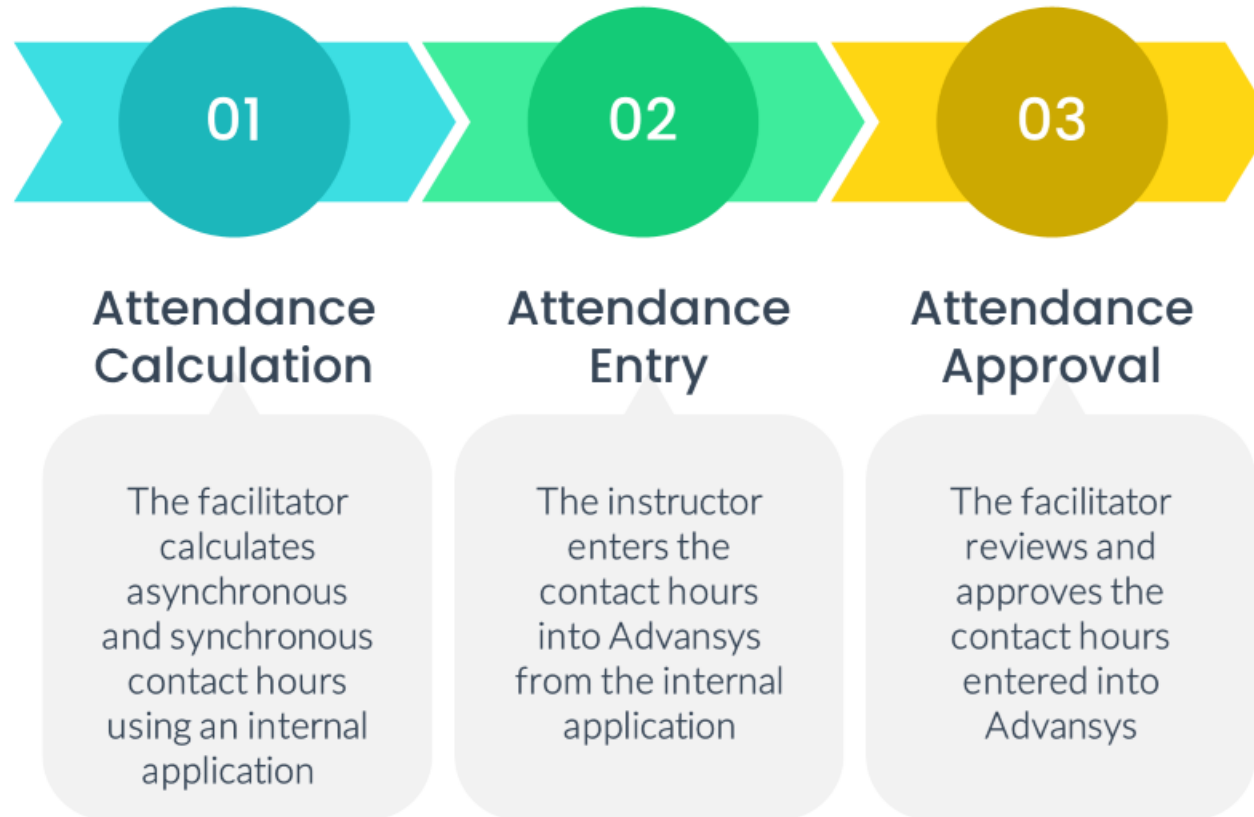 01
02
03
Attendance
Calculation
Attendance
Entry
Attendance
Approval
The facilitator
calculates
asynchronous
and synchronous
contact hours
using an internal
application
The instructor
enters the
contact hours
into Advansys
from the internal
application
The facilitator
reviews and
approves the
contact hours
entered into
Advansys